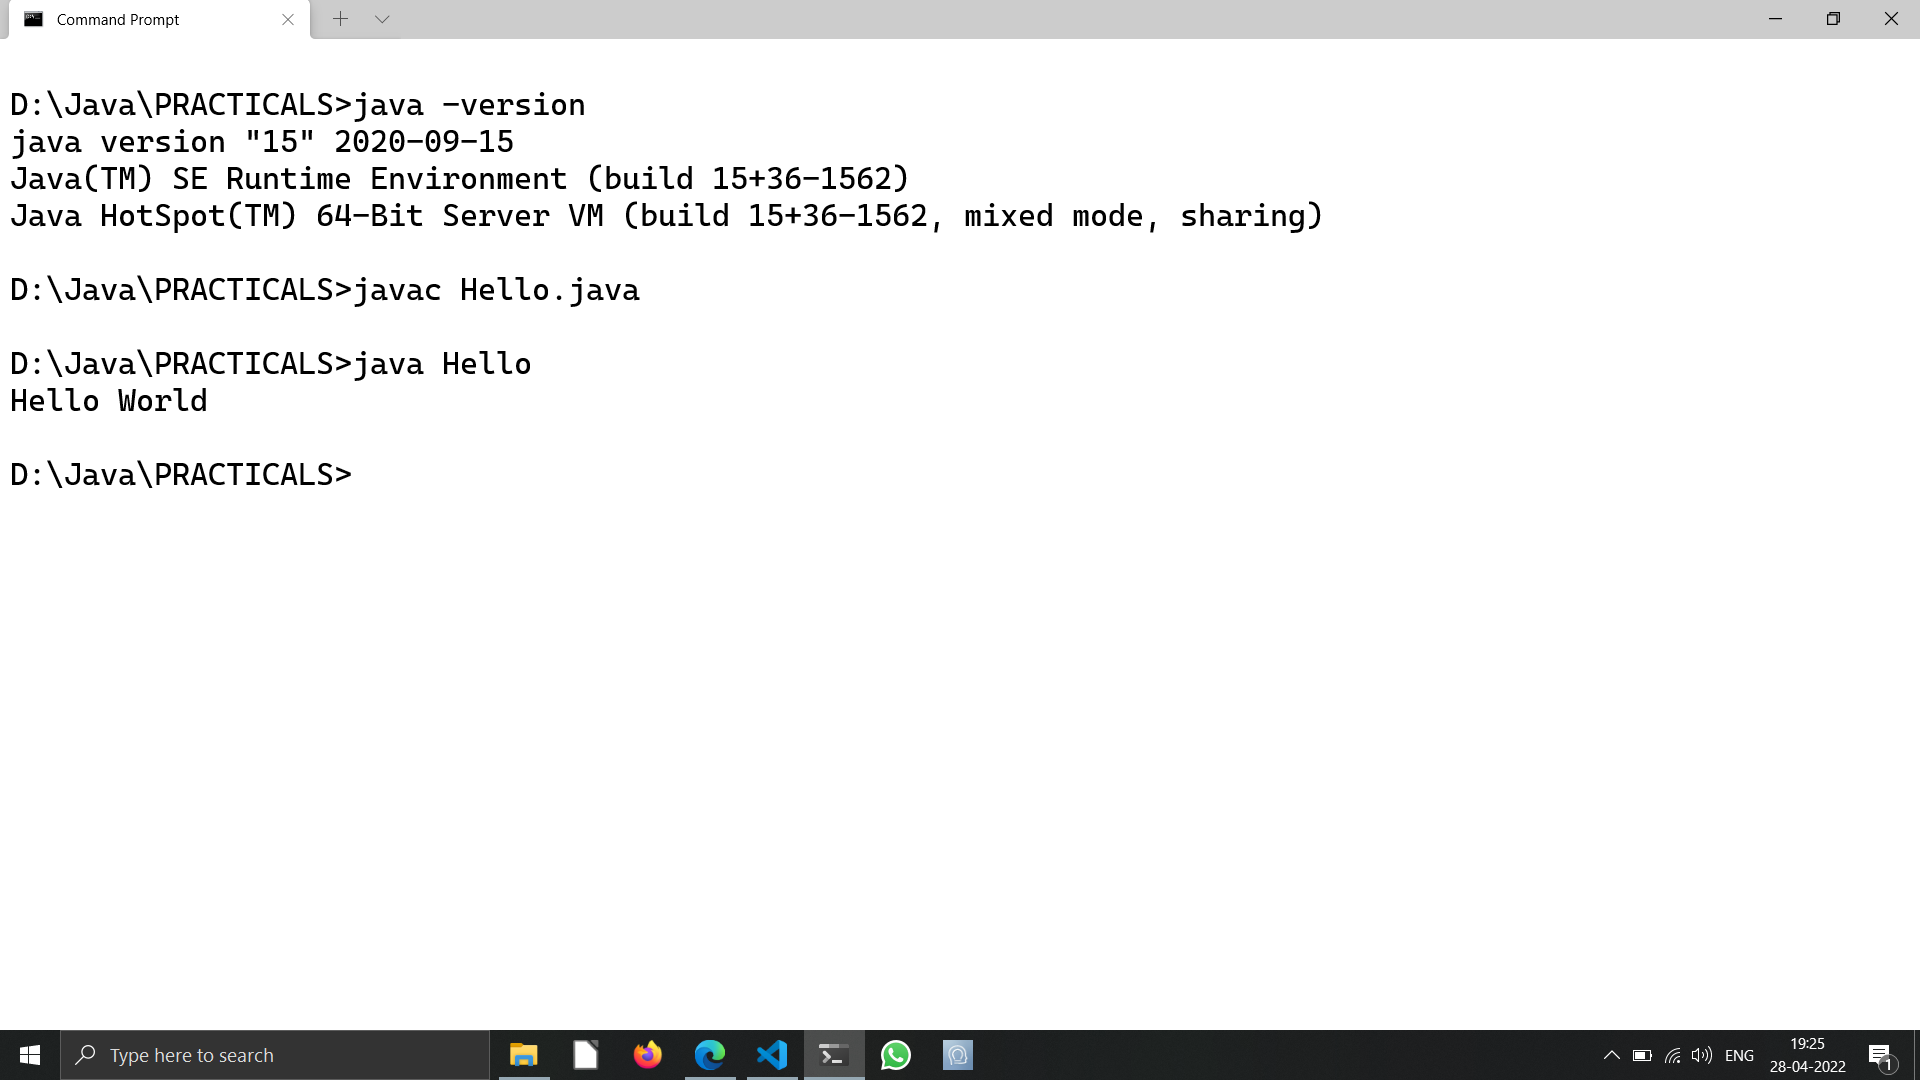 Command Prompt
D:\Java\PRACTICALS>java -version
java version "15" 2020-09-15
Java(TM) SE Runtime Environment (build 15+36-1562)
Java HotSpot(TM) 64-Bit Server VM (build 15+36-1562, mixed mode, sharing)
D:\Java\PRACTICALS>javac Hello.java
D:\Java\PRACTICALS>java Hello
Hello World
D:\Java\PRACTICALS>
Type here to search
ENG
19:25
28-04-2022
1